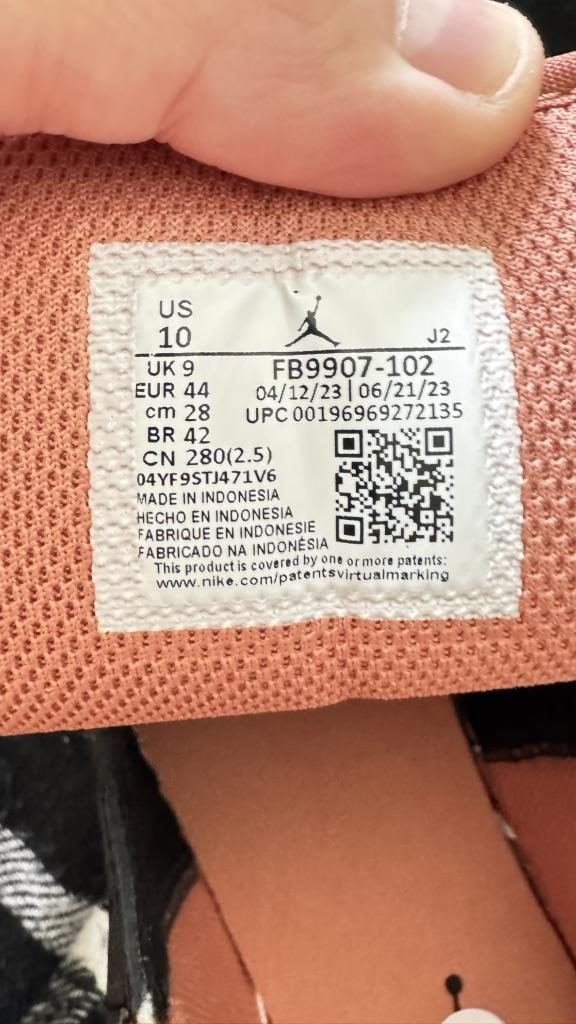 US
10
J2
UK 9
FB9907-102
EUR 44
04/12/23 | 06/21/23
cm 28
UPC 00196969272135
BR 42
CN 280(2.5)
04YF9STJ471V6
MADE IN INDONESIA
HECHO EN INDONESIA
FABRIQUE EN INDONESIE
FABRICADO NA INDONÉSIA
This product is covered by one or more patents:
www.nike.com/patentsvirtualmarking